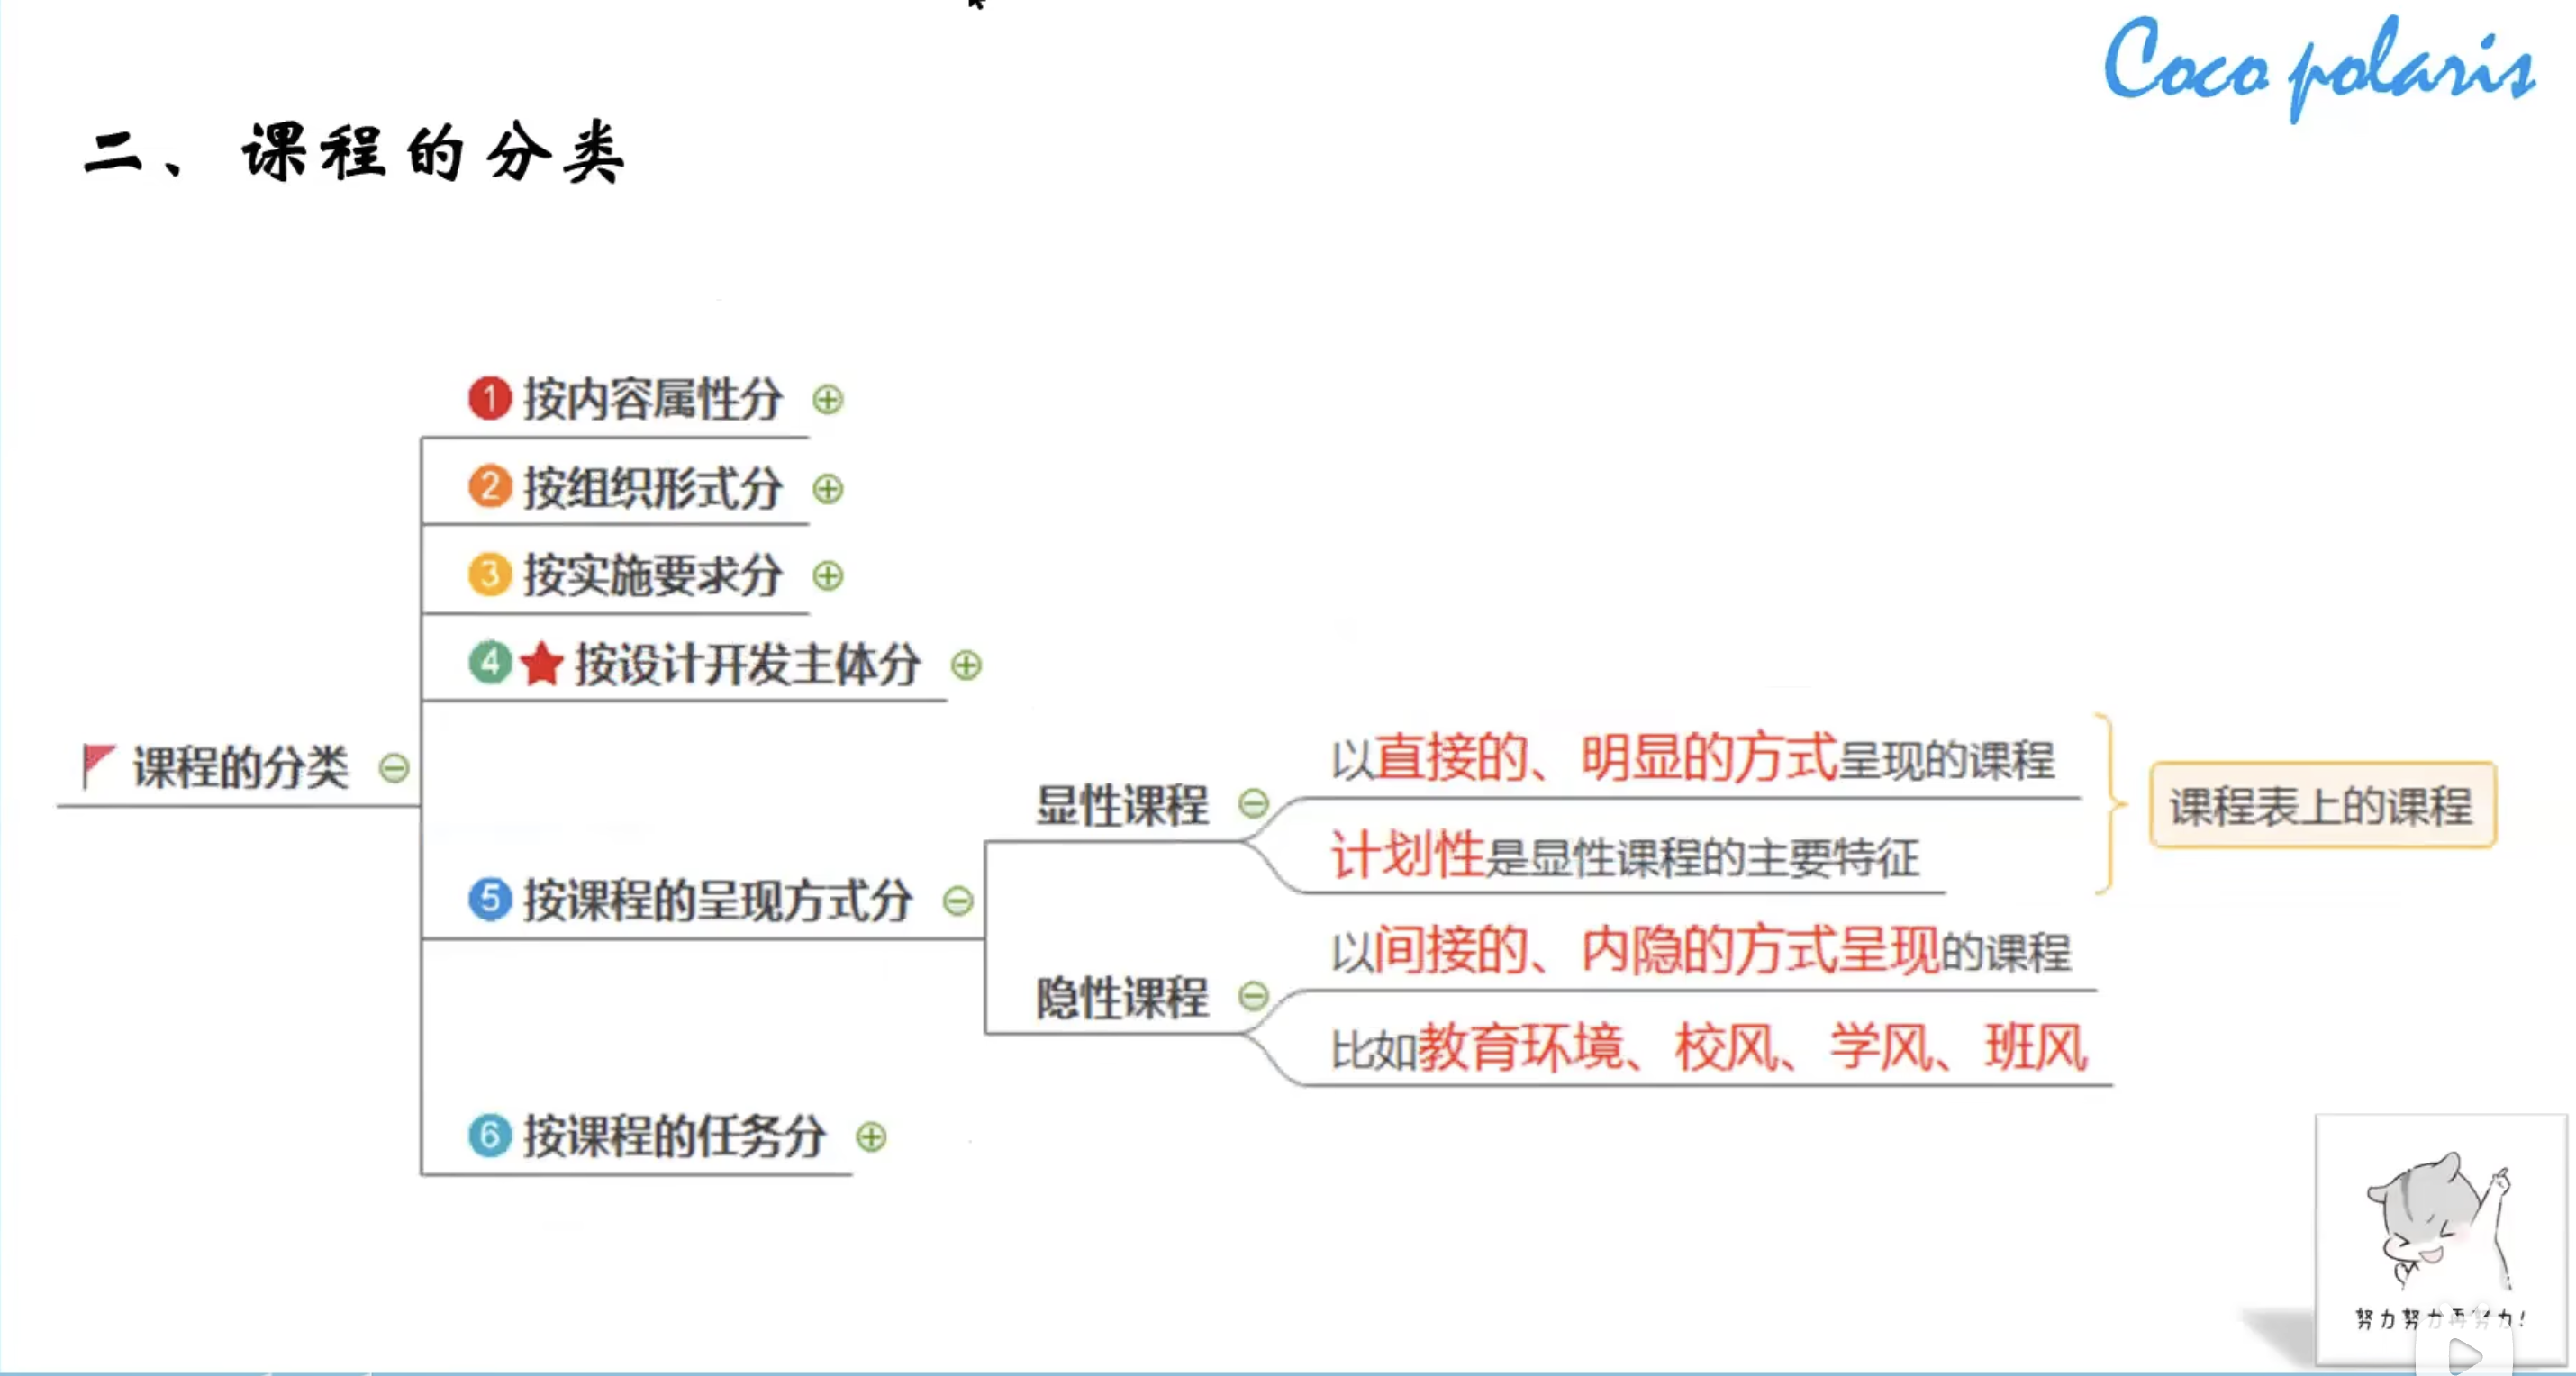 Coco polaris
二、课程的分类
课程的分类
1 按内容属性分
2 按组织形式分
3 按实施要求分
4 按设计开发主体分
5 按课程的呈现方式分
显性课程
以直接的、明显的方式呈现的课程
计划性是显性课程的主要特征
课程表上的课程
隐性课程
以间接的、内隐的方式呈现的课程
比如教育环境、校风、学风、班风
6 按课程的任务分
努力努力再努力!